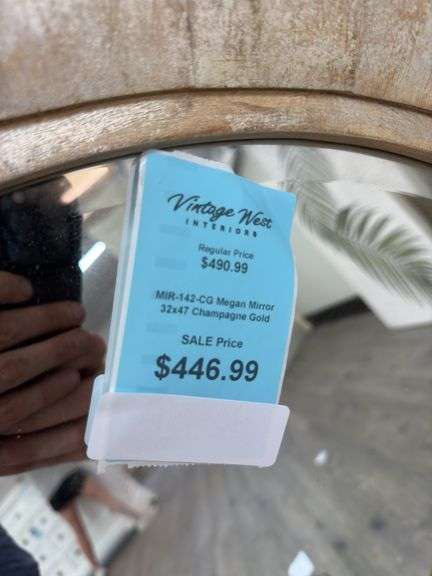 Vintage West
INTERIORS
Regular Price
$490.99
MIR-142-CG Megan Mirror
32x47 Champagne Gold
SALE Price
$446.99